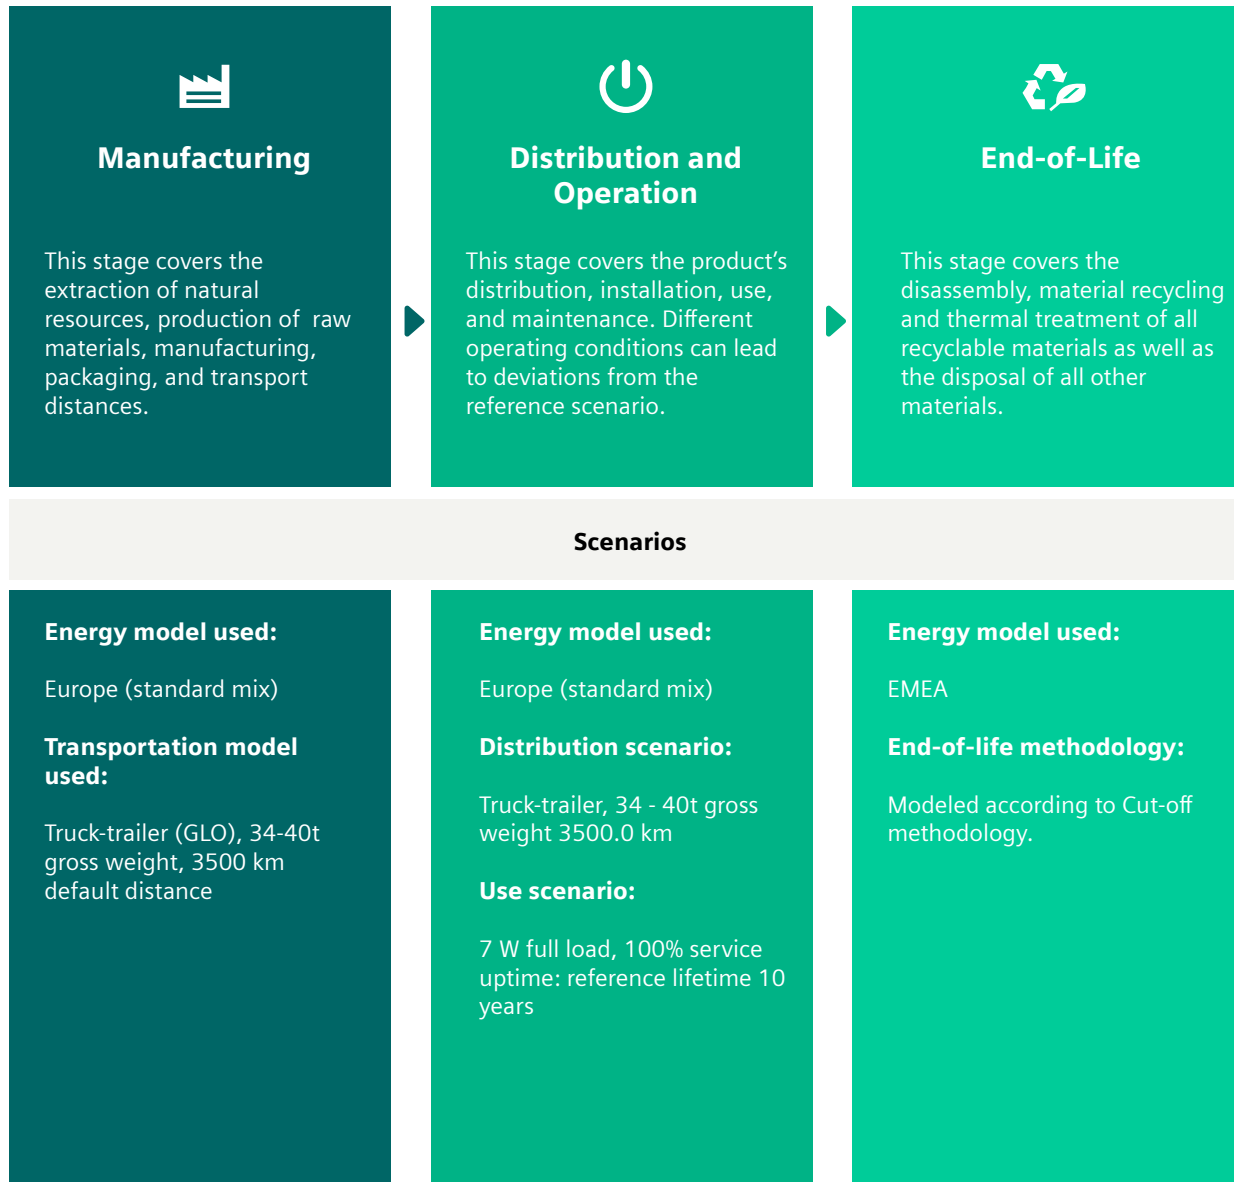 Manufacturing
This stage covers the
extraction of natural
resources, production of  raw
materials, manufacturing,
packaging, and transport
distances.
Distribution and
Operation
This stage covers the product’s
distribution, installation, use,
and maintenance. Different
operating conditions can lead
to deviations from the
reference scenario.
End-of-Life
This stage covers the
disassembly, material recycling
and thermal treatment of all
recyclable materials as well as
the disposal of all other
materials.
Scenarios
Energy model used:
Europe (standard mix)
Transportation model
used:
Truck-trailer (GLO), 34-40t
gross weight, 3500 km
default distance
Energy model used:
Europe (standard mix)
Distribution scenario:
Truck-trailer, 34 - 40t gross
weight 3500.0 km
Use scenario:
7 W full load, 100% service
uptime: reference lifetime 10
years
Energy model used:
EMEA
End-of-life methodology:
Modeled according to Cut-off
methodology.